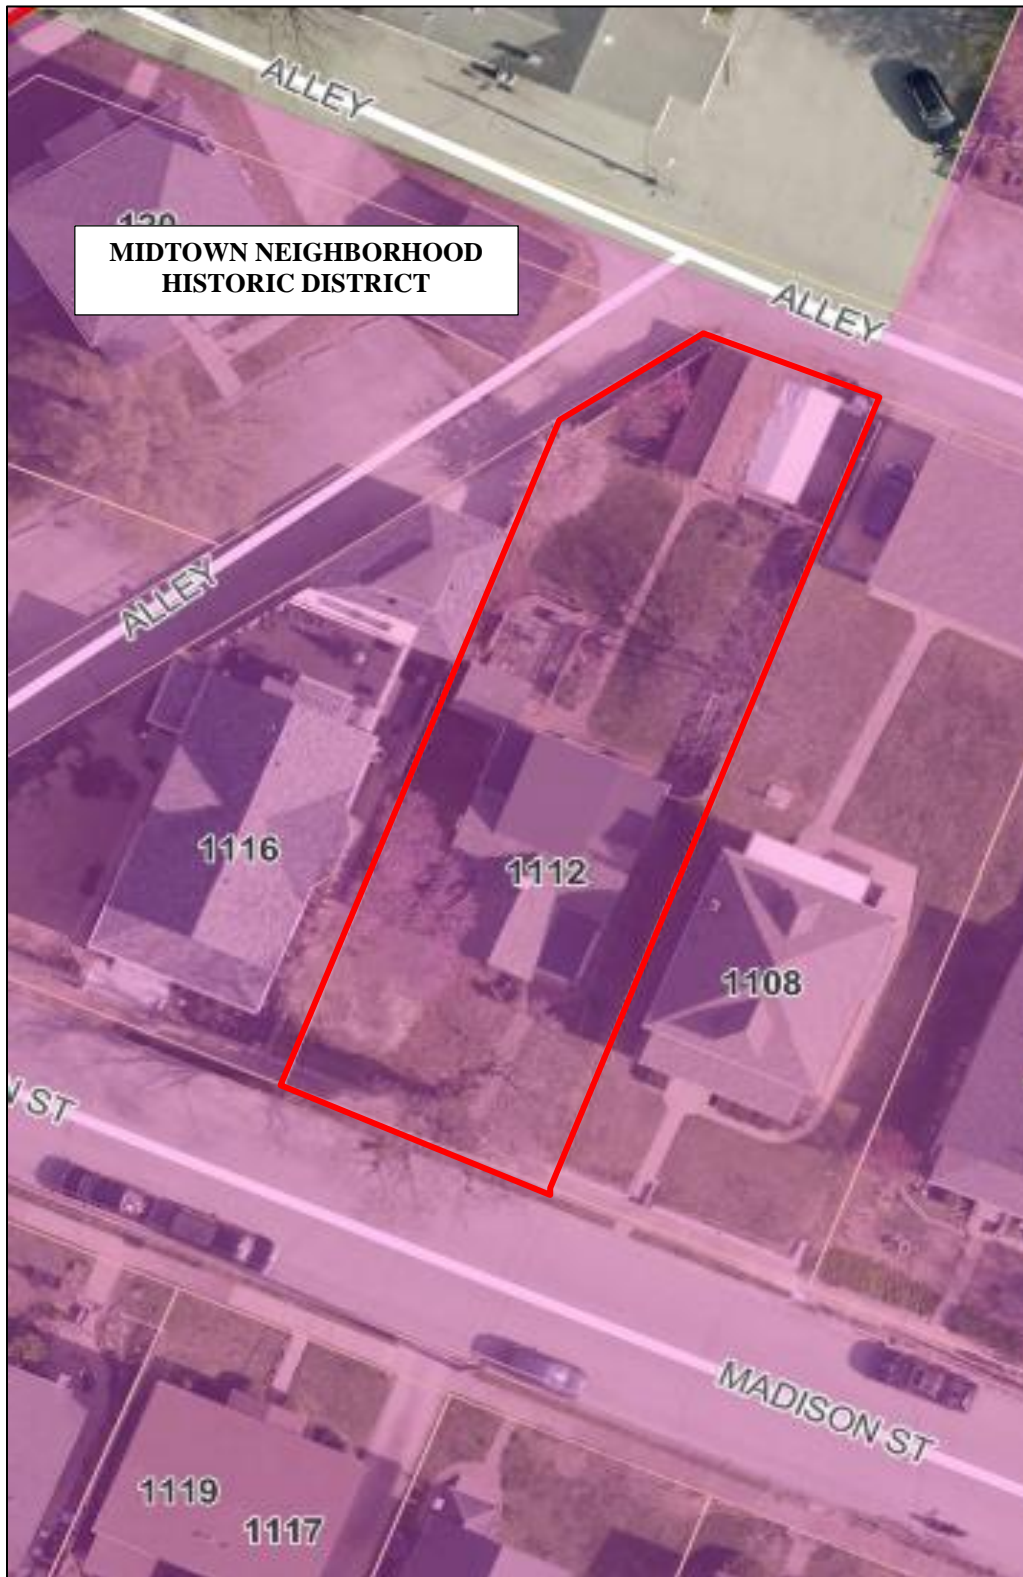 ALLEY
MIDTOWN NEIGHBORHOOD
HISTORIC DISTRICT
ALLEY
ALLEY
1116
1112
1108
N ST
MADISON ST
1119
1117